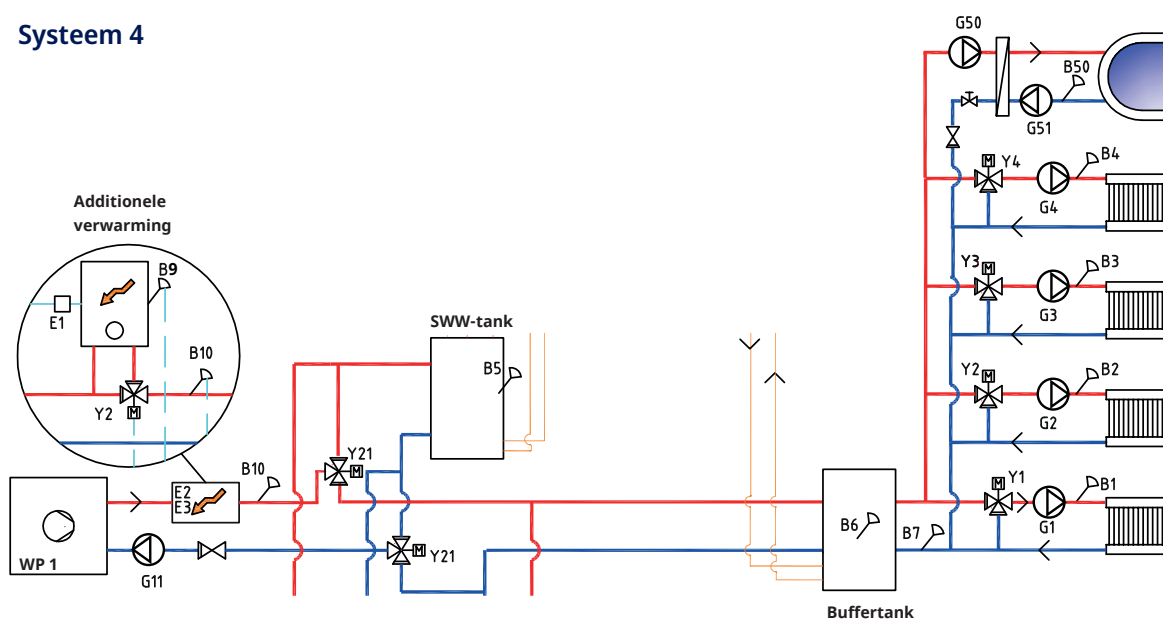 Systeem 4
G50
B50
G51
Y4
B4
G4
Additionele
verwarming
B9
E1
B10
Y2
M
Y3
B3
G3
SWW-tank
B5
Y2
B2
G2
Y21
M
B10
E2
E3
WP 1
G11
Y21
M
B6
B7
Y1
B1
G1
M
M
M
M
Buffertank